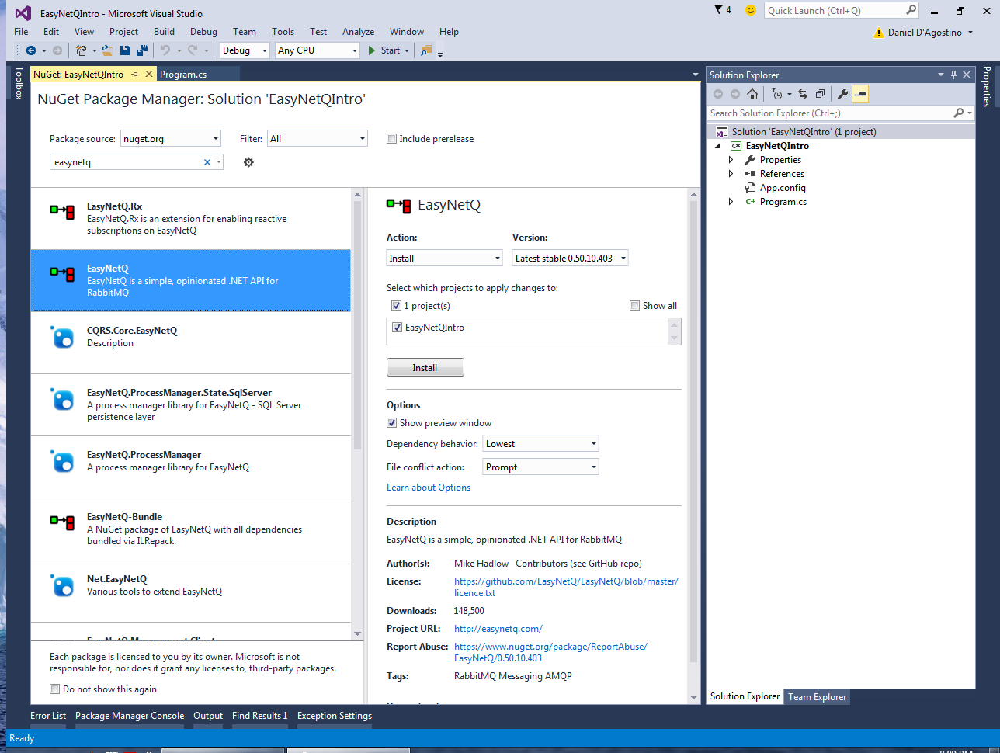 EasyNetQIntro - Microsoft Visual Studio
4
Quick Launch (Ctrl+Q)
File Edit View Project Build Debug Team Tools Test Analyze Window Help
Daniel D'Agostino
Debug Any CPU Start
Toolbox
NuGet: EasyNetQIntro Program.cs
NuGet Package Manager: Solution 'EasyNetQIntro'
Package source: nuget.org Filter: All Include prerelease
easynetq
EasyNetQ.Rx
EasyNetQ.Rx is an extension for enabling reactive
subscriptions on EasyNetQ
EasyNetQ
EasyNetQ is a simple, opinionated .NET API for
RabbitMQ
CQRS.Core.EasyNetQ
Description
EasyNetQ.ProcessManager.State.SqlServer
A process manager library for EasyNetQ - SQL Server
persistence layer
EasyNetQ.ProcessManager
A process manager library for EasyNetQ
EasyNetQ-Bundle
A NuGet package of EasyNetQ with all dependencies
bundled via ILRepack.
Net.EasyNetQ
Various tools to extend EasyNetQ
EasyNetQ.Management.Client
Each package is licensed to you by its owner. Microsoft is not
responsible for, nor does it grant any licenses to, third-party packages.
Do not show this again
EasyNetQ
Action: Version:
Install Latest stable 0.50.10.403
Select which projects to apply changes to:
1 project(s) Show all
EasyNetQIntro
Install
Options
Show preview window
Dependency behavior: Lowest
File conflict action: Prompt
Learn about Options
Description
EasyNetQ is a simple, opinionated .NET API for RabbitMQ
Author(s): Mike Hadlow Contributors (see GitHub repo)
License: https://github.com/EasyNetQ/EasyNetQ/blob/master/
licence.txt
Downloads: 148,500
Project URL: http://easynetq.com/
Report Abuse: https://www.nuget.org/package/ReportAbuse/
EasyNetQ/0.50.10.403
Tags: RabbitMQ Messaging AMQP
Solution Explorer
Search Solution Explorer (Ctrl+;)
Solution 'EasyNetQIntro' (1 project)
C# EasyNetQIntro
Properties
References
App.config
C# Program.cs
Solution Explorer Team Explorer
Properties
Error List Package Manager Console Output Find Results 1 Exception Settings
Ready